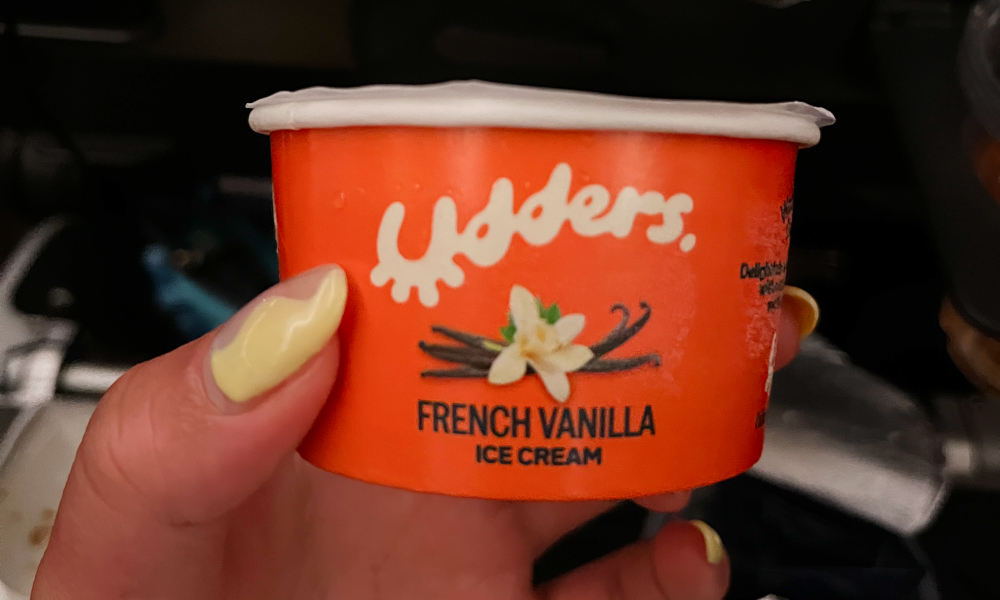 Udders.
FRENCH VANILLA
ICE CREAM